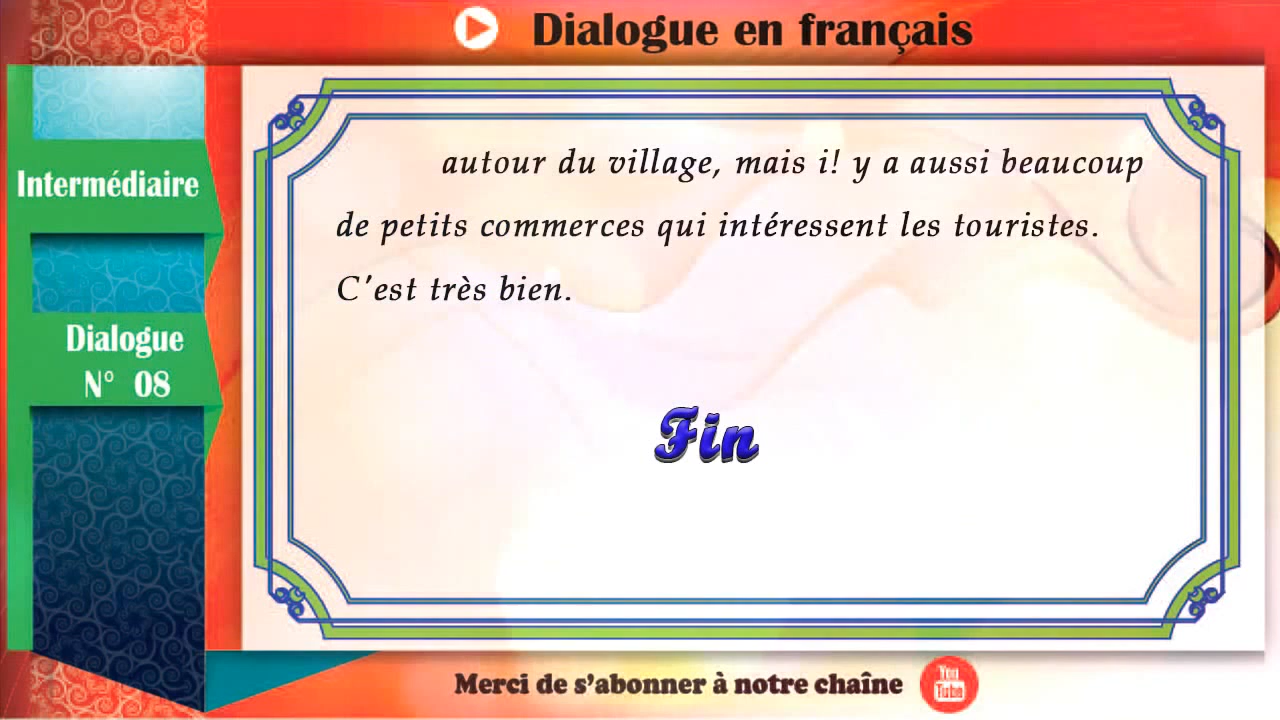 Dialogue en français
Intermédiaire
Dialogue
N° 08
autour du village, mais i! y a aussi beaucoup
de petits commerces qui intéressent les touristes.
C'est très bien.
Fin
Merci de s'abonner à notre chaîne
You
Tube